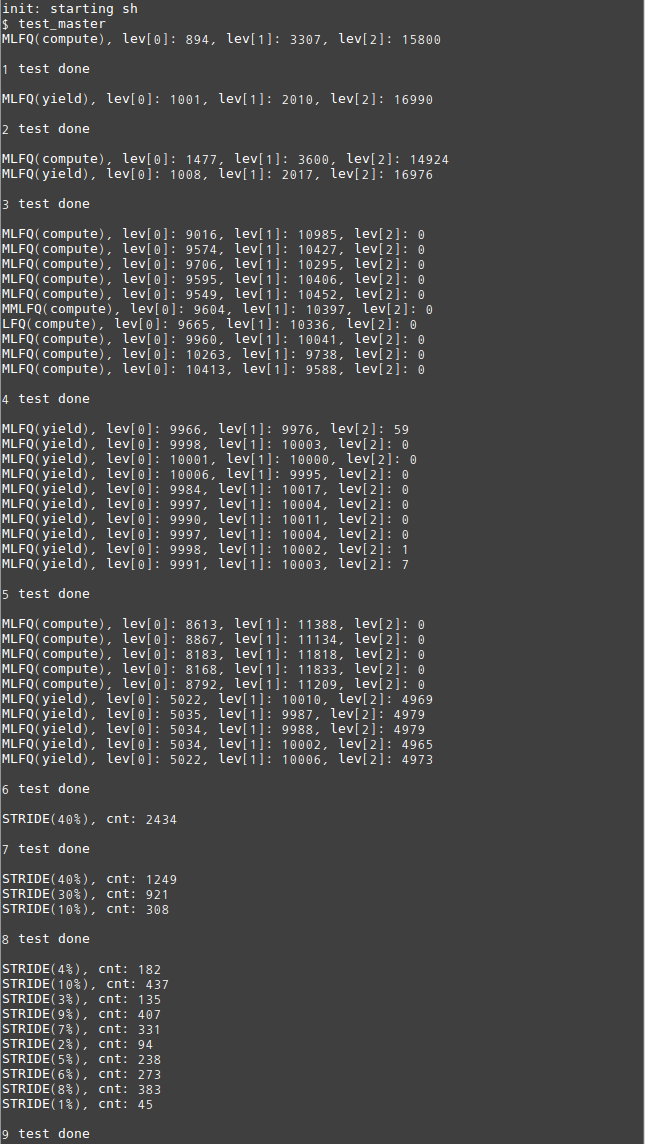 init: starting sh
$ test_master
MLFQ(compute), lev[0]: 894, lev[1]: 3307, lev[2]: 15800
1 test done
MLFQ(yield), lev[0]: 1001, lev[1]: 2010, lev[2]: 16990
2 test done
MLFQ(compute), lev[0]: 1477, lev[1]: 3600, lev[2]: 14924
MLFQ(yield), lev[0]: 1008, lev[1]: 2017, lev[2]: 16976
3 test done
MLFQ(compute), lev[0]: 9016, lev[1]: 10985, lev[2]: 0
MLFQ(compute), lev[0]: 9574, lev[1]: 10427, lev[2]: 0
MLFQ(compute), lev[0]: 9706, lev[1]: 10295, lev[2]: 0
MLFQ(compute), lev[0]: 9595, lev[1]: 10406, lev[2]: 0
MLFQ(compute), lev[0]: 9549, lev[1]: 10452, lev[2]: 0
MMLFQ(compute), lev[0]: 9604, lev[1]: 10397, lev[2]: 0
LFQ(compute), lev[0]: 9665, lev[1]: 10336, lev[2]: 0
MLFQ(compute), lev[0]: 9960, lev[1]: 10041, lev[2]: 0
MLFQ(compute), lev[0]: 10263, lev[1]: 9738, lev[2]: 0
MLFQ(compute), lev[0]: 10413, lev[1]: 9588, lev[2]: 0
4 test done
MLFQ(yield), lev[0]: 9966, lev[1]: 9976, lev[2]: 59
MLFQ(yield), lev[0]: 9998, lev[1]: 10003, lev[2]: 0
MLFQ(yield), lev[0]: 10001, lev[1]: 10000, lev[2]: 0
MLFQ(yield), lev[0]: 10006, lev[1]: 9995, lev[2]: 0
MLFQ(yield), lev[0]: 9984, lev[1]: 10017, lev[2]: 0
MLFQ(yield), lev[0]: 9997, lev[1]: 10004, lev[2]: 0
MLFQ(yield), lev[0]: 9990, lev[1]: 10011, lev[2]: 0
MLFQ(yield), lev[0]: 9997, lev[1]: 10004, lev[2]: 0
MLFQ(yield), lev[0]: 9998, lev[1]: 10002, lev[2]: 1
MLFQ(yield), lev[0]: 9991, lev[1]: 10003, lev[2]: 7
5 test done
MLFQ(compute), lev[0]: 8613, lev[1]: 11388, lev[2]: 0
MLFQ(compute), lev[0]: 8867, lev[1]: 11134, lev[2]: 0
MLFQ(compute), lev[0]: 8183, lev[1]: 11818, lev[2]: 0
MLFQ(compute), lev[0]: 8168, lev[1]: 11833, lev[2]: 0
MLFQ(compute), lev[0]: 8792, lev[1]: 11209, lev[2]: 0
MLFQ(yield), lev[0]: 5022, lev[1]: 10010, lev[2]: 4969
MLFQ(yield), lev[0]: 5035, lev[1]: 9987, lev[2]: 4979
MLFQ(yield), lev[0]: 5034, lev[1]: 9988, lev[2]: 4979
MLFQ(yield), lev[0]: 5034, lev[1]: 10002, lev[2]: 4965
MLFQ(yield), lev[0]: 5022, lev[1]: 10006, lev[2]: 4973
6 test done
STRIDE(40%), cnt: 2434
7 test done
STRIDE(40%), cnt: 1249
STRIDE(30%), cnt: 921
STRIDE(10%), cnt: 308
8 test done
STRIDE(4%), cnt: 182
STRIDE(10%), cnt: 437
STRIDE(3%), cnt: 135
STRIDE(9%), cnt: 407
STRIDE(7%), cnt: 331
STRIDE(2%), cnt: 94
STRIDE(5%), cnt: 238
STRIDE(6%), cnt: 273
STRIDE(8%), cnt: 383
STRIDE(1%), cnt: 45
9 test done